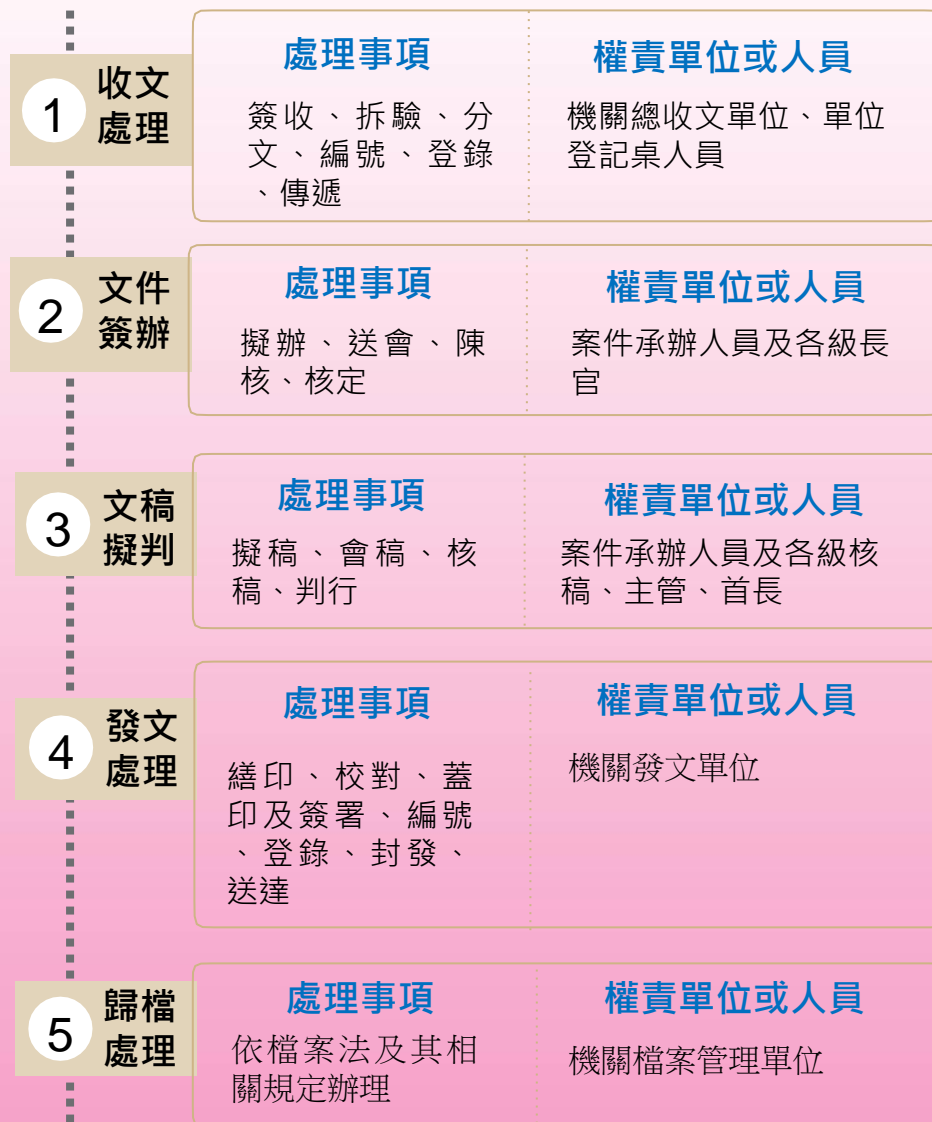 1
收文
處理
處理事項
簽收、拆驗、分
文、編號、登錄
、傳遞
權責單位或人員
機關總收文單位、單位
登記桌人員
2
文件
簽辦
處理事項
擬辦、送會、陳
核、核定
權責單位或人員
案件承辦人員及各級長
官
3
文稿
擬判
處理事項
擬稿、會稿、核
稿、判行
權責單位或人員
案件承辦人員及各級核
稿、主管、首長
4
發文
處理
處理事項
繕印、校對、蓋
印及簽署、編號
、登錄、封發、
送達
權責單位或人員
機關發文單位
5
歸檔
處理
處理事項
依檔案法及其相
關規定辦理
權責單位或人員
機關檔案管理單位